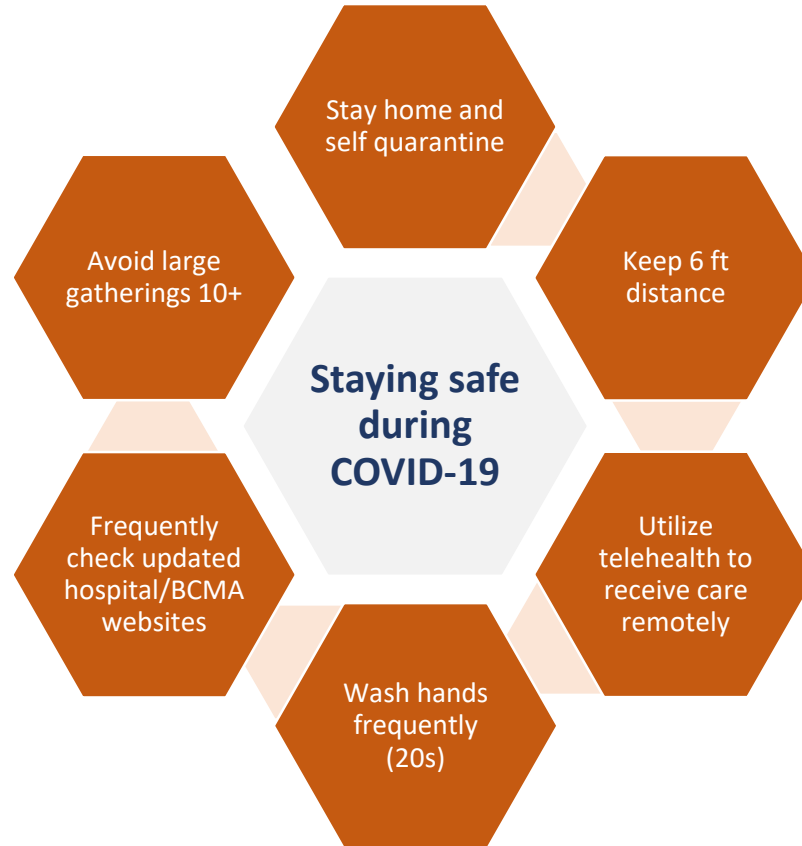 Stay home and
self quarantine
Keep 6 ft
distance
Utilize
telehealth to
receive care
remotely
Wash hands
frequently
(20s)
Frequently
check updated
hospital/BCMA
websites
Avoid large
gatherings 10+
Staying safe
during
COVID-19